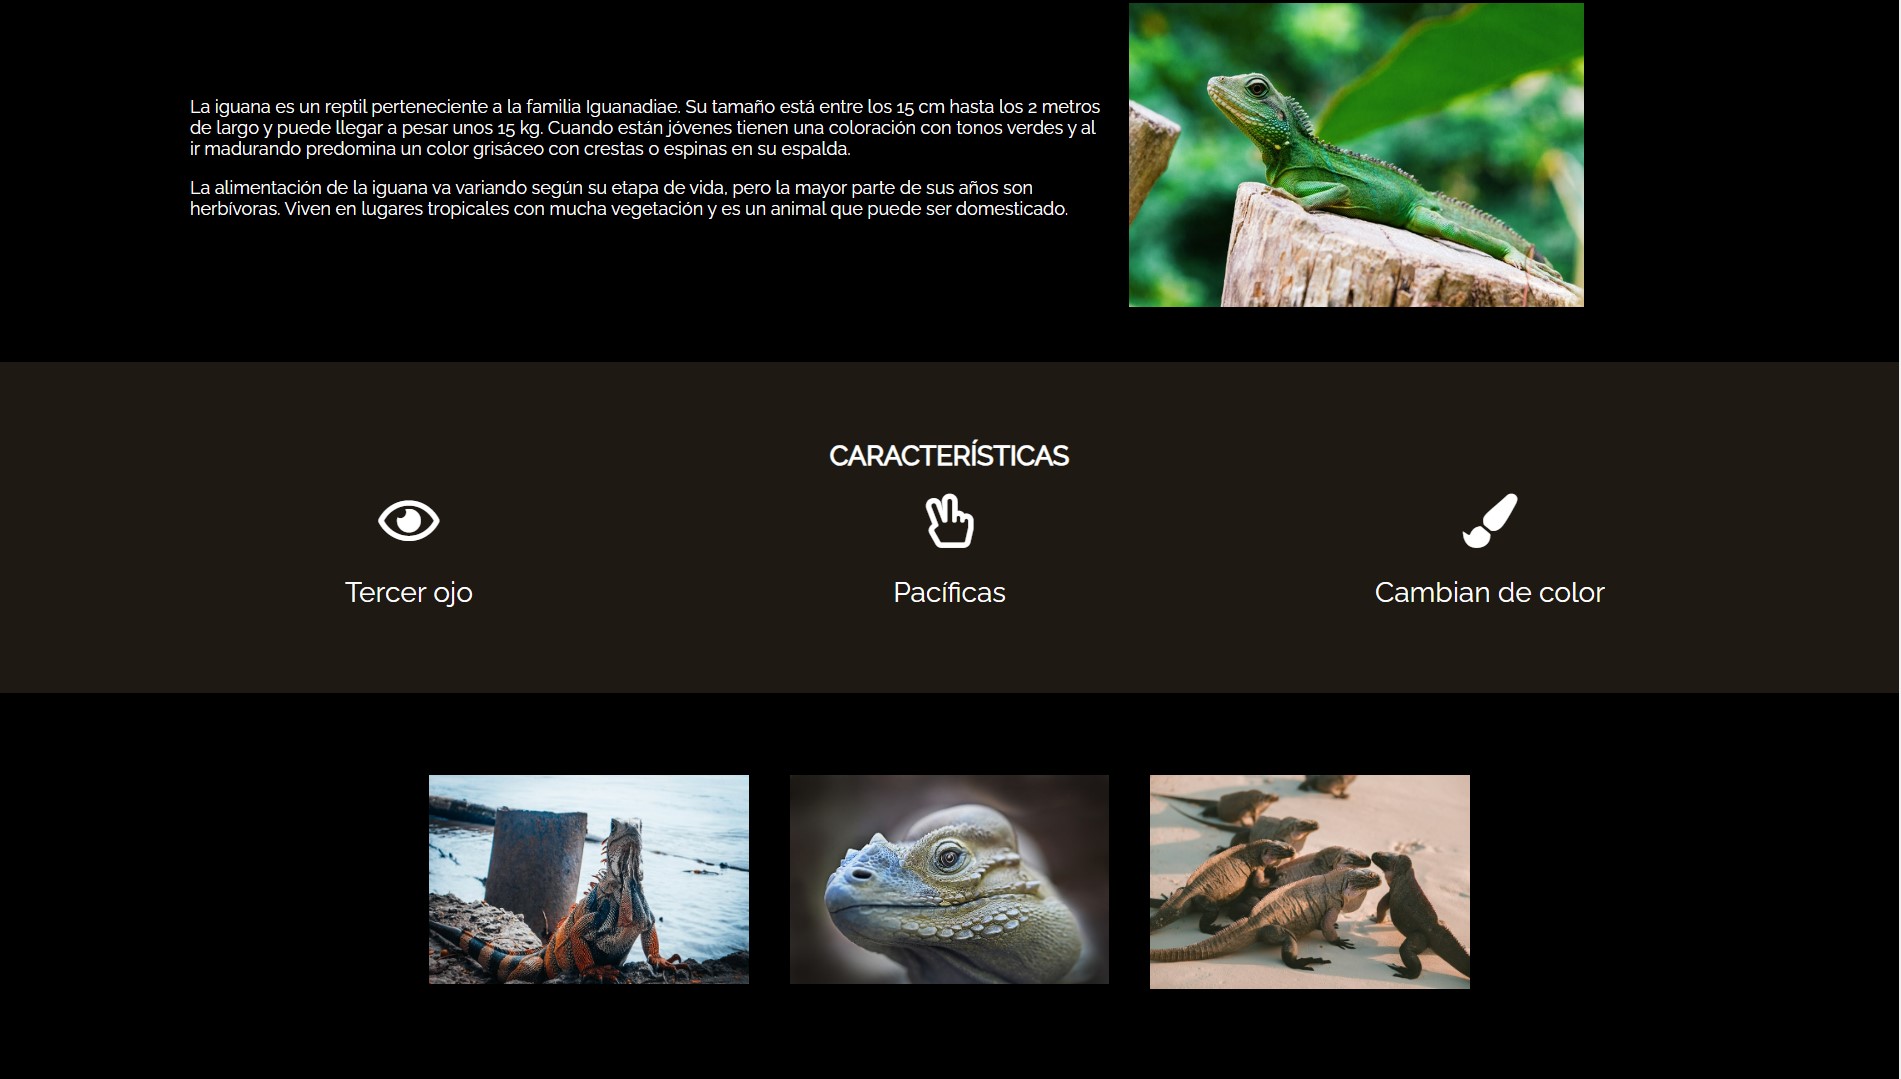 La iguana es un reptil perteneciente a la familia Iguanadiae. Su tamaño está entre los 15 cm hasta los 2 metros
de largo y puede llegar a pesar unos 15 kg. Cuando están jóvenes tienen una coloración con tonos verdes y al
ir madurando predomina un color grisáceo con crestas o espinas en su espalda.
La alimentación de la iguana va variando según su etapa de vida, pero la mayor parte de sus años son
herbívoras. Viven en lugares tropicales con mucha vegetación y es un animal que puede ser domesticado.
CARACTERÍSTICAS
Tercer ojo
Pacíficas
Cambian de color